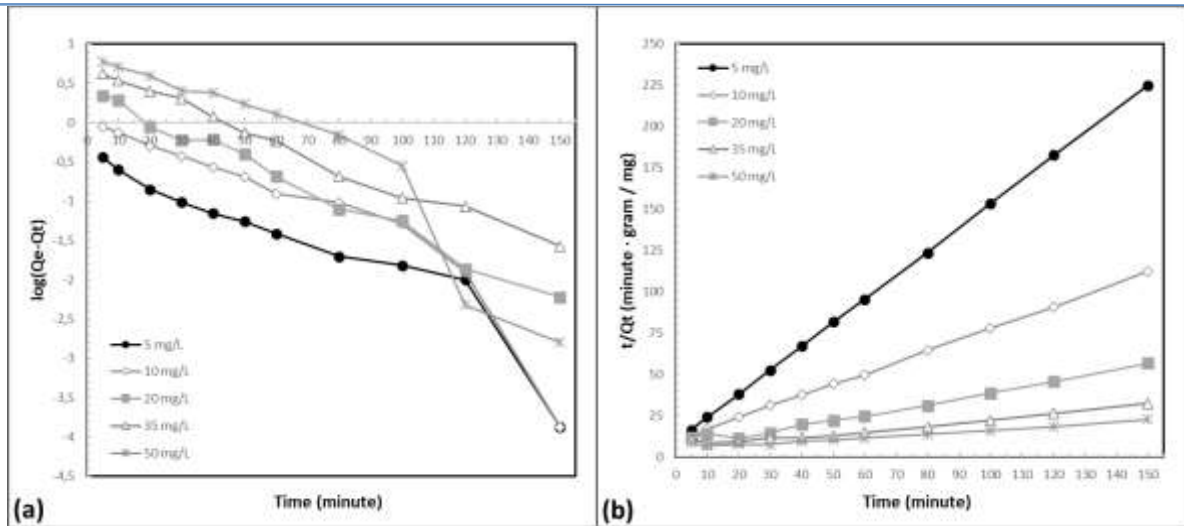 1
0,5
0
0 10 20 30 40 50 60 70 80 90 100 110 120 130 140 150
-0,5
-1
-1,5
-2
-2,5
-3
-3,5
-4
-4,5
log(Qe-Qt)
5 mg/L
10 mg/L
20 mg/L
35 mg/L
50 mg/L
Time (minute)
(a)
250
225
200
175
150
125
100
75
50
25
0
t/Qt (minute · gram / mg)
5 mg/L
10 mg/L
20 mg/L
35 mg/L
50 mg/L
0 10 20 30 40 50 60 70 80 90 100 110 120 130 140 150
Time (minute)
(b)